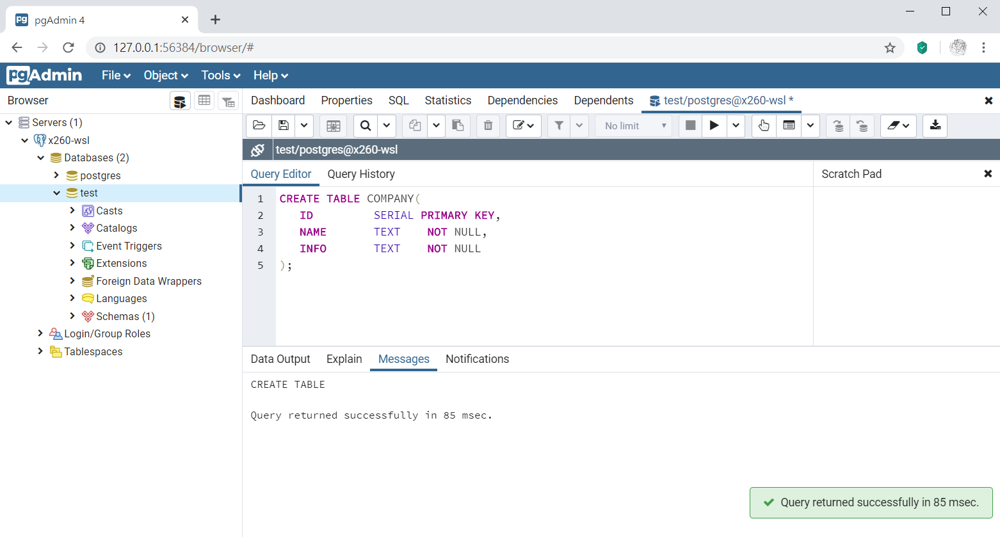 pgAdmin 4
127.0.0.1:56384/browser/#
pgAdmin File Object Tools Help
Browser
Dashboard Properties SQL Statistics Dependencies Dependents test/postgres@x260-wsl *
Servers (1)
x260-wsl
Databases (2)
postgres
test
Casts
Catalogs
Event Triggers
Extensions
Foreign Data Wrappers
Languages
Schemas (1)
Login/Group Roles
Tablespaces
No limit
test/postgres@x260-wsl
Query Editor Query History
Scratch Pad
1 CREATE TABLE COMPANY(
2 ID SERIAL PRIMARY KEY,
3 NAME TEXT NOT NULL,
4 INFO TEXT NOT NULL
5 );
Data Output Explain Messages Notifications
CREATE TABLE
Query returned successfully in 85 msec.
Query returned successfully in 85 msec.